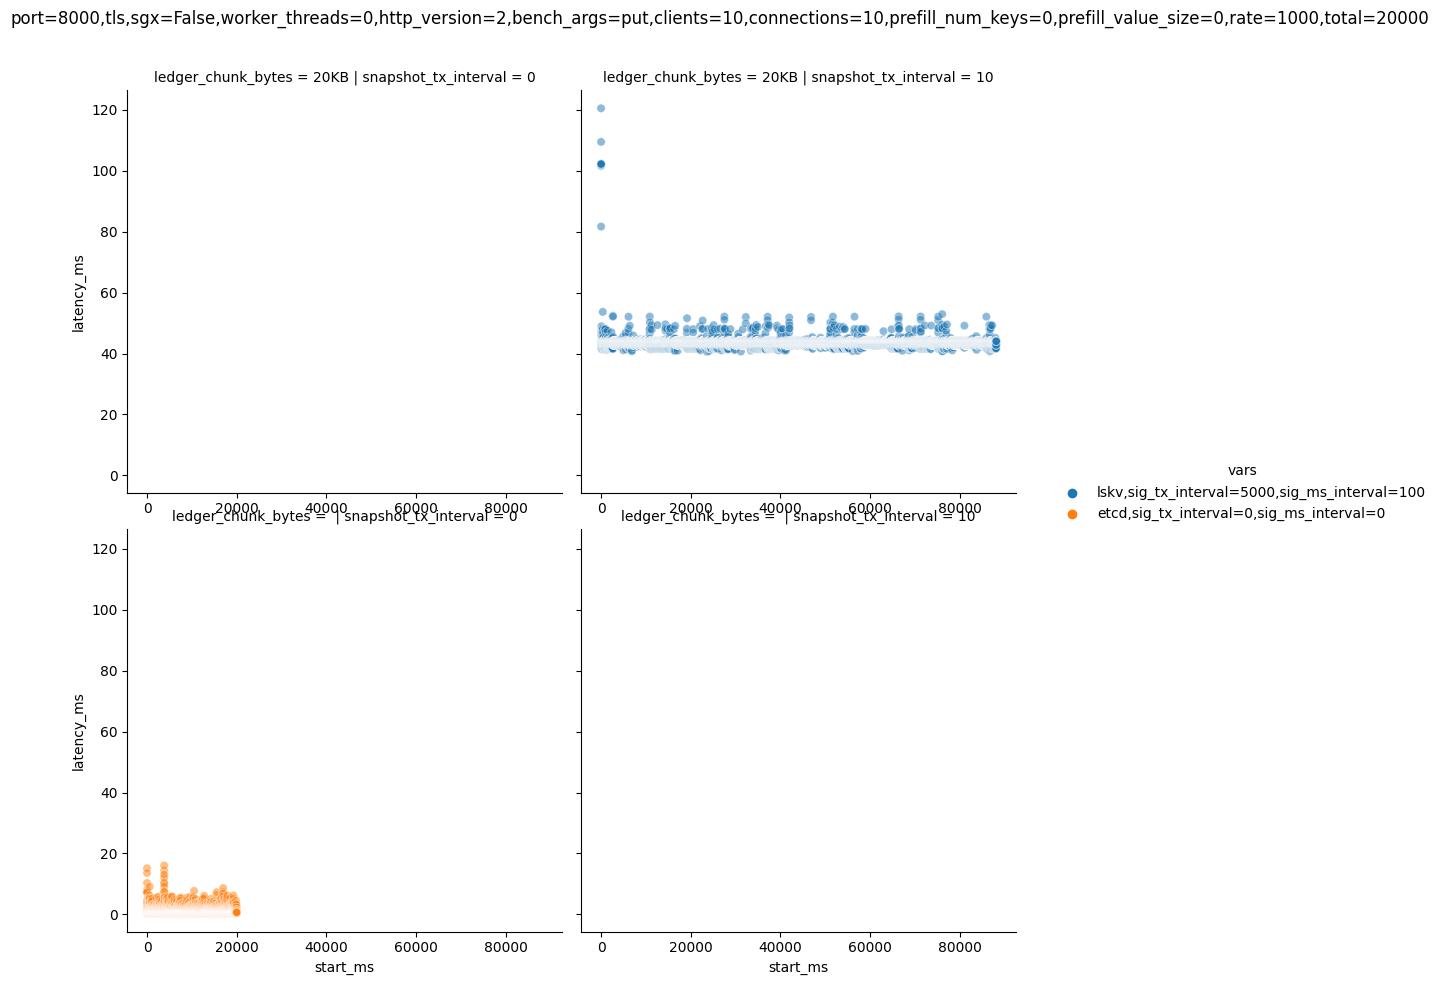 port=8000,tls,sgx=False,worker_threads=0,http_version=2,bench_args=put,clients=10,connections=10,prefill_num_keys=0,prefill_value_size=0,rate=1000,total=20000
ledger_chunk_bytes = 20KB | snapshot_tx_interval = 0
ledger_chunk_bytes = 20KB | snapshot_tx_interval = 10
120
100
80
60
40
20
0
latency_ms
0 20000 40000 60000 80000
0 20000 40000 60000 80000
vars
lskv,sig_tx_interval=5000,sig_ms_interval=100
etcd,sig_tx_interval=0,sig_ms_interval=0
ledger_chunk_bytes = | snapshot_tx_interval = 0
ledger_chunk_bytes = | snapshot_tx_interval = 10
120
100
80
60
40
20
0
latency_ms
0 20000 40000 60000 80000
0 20000 40000 60000 80000
start_ms
start_ms